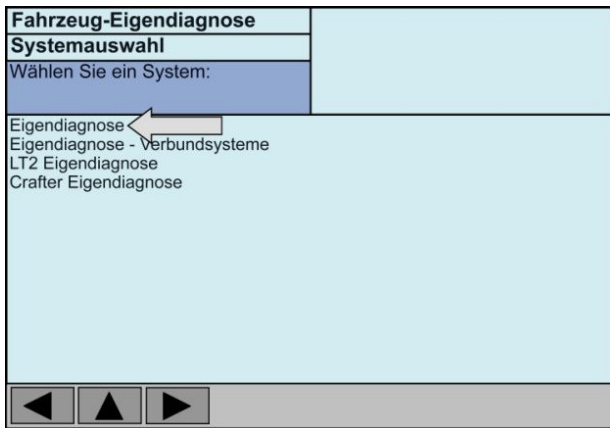 Fahrzeug-Eigendiagnose
Systemauswahl
Wählen Sie ein System:
Eigendiagnose
Eigendiagnose - Verbundsysteme
LT2 Eigendiagnose
Crafter Eigendiagnose